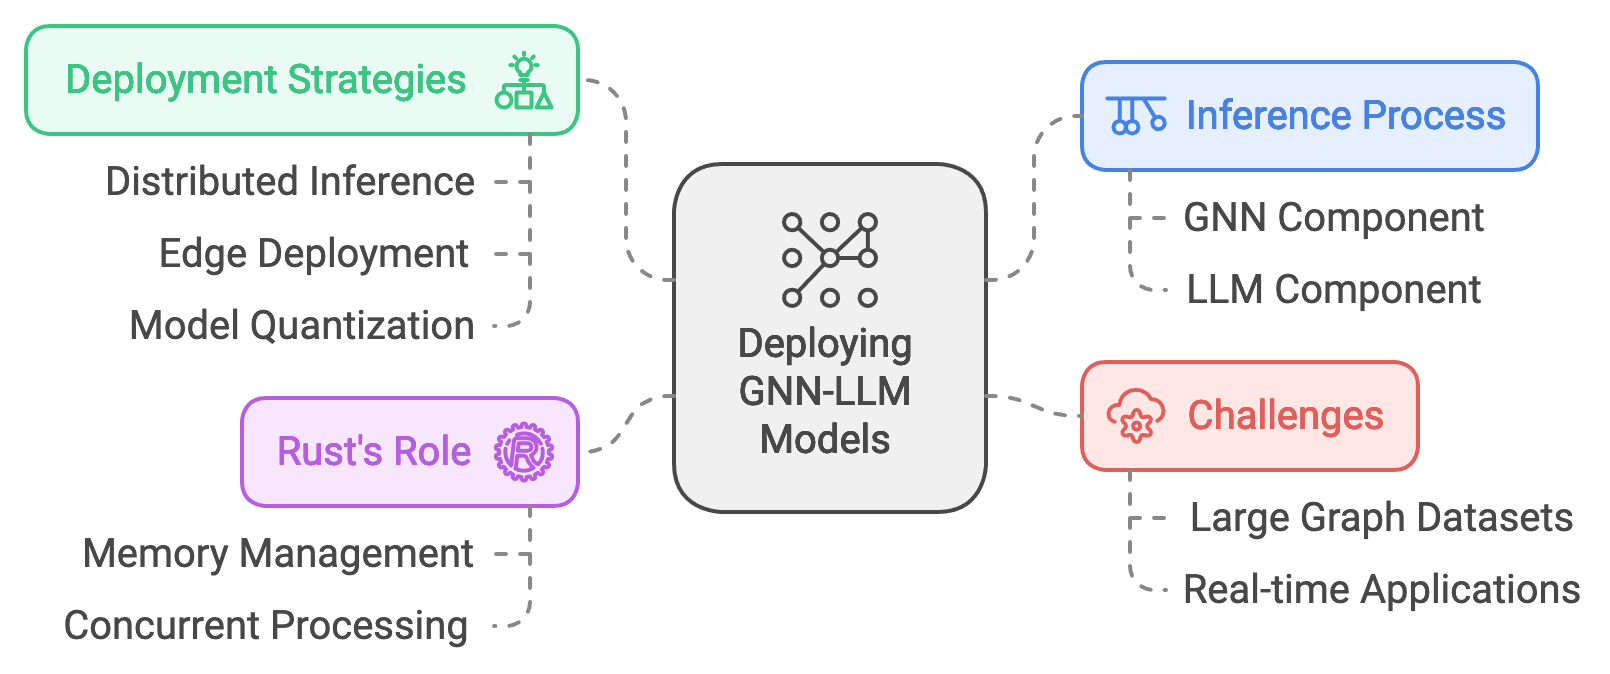 Deployment Strategies
Distributed Inference
Edge Deployment
Model Quantization
Rust's Role
Memory Management
Concurrent Processing
Deploying
GNN-LLM
Models
Inference Process
GNN Component
LLM Component
Challenges
Large Graph Datasets
Real-time Applications